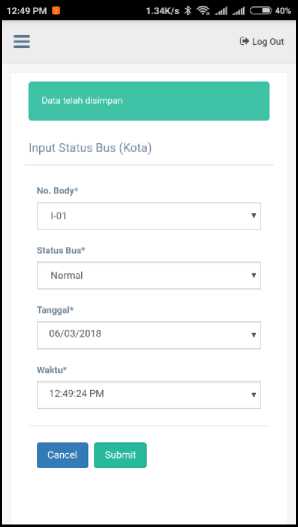 12:49 PM 1.34K/s 40%
Log Out
Data telah disimpan
Input Status Bus (Kota)
No. Body*
I-01
Status Bus*
Normal
Tanggal*
06/03/2018
Waktu*
12:49:24 PM
Cancel Submit